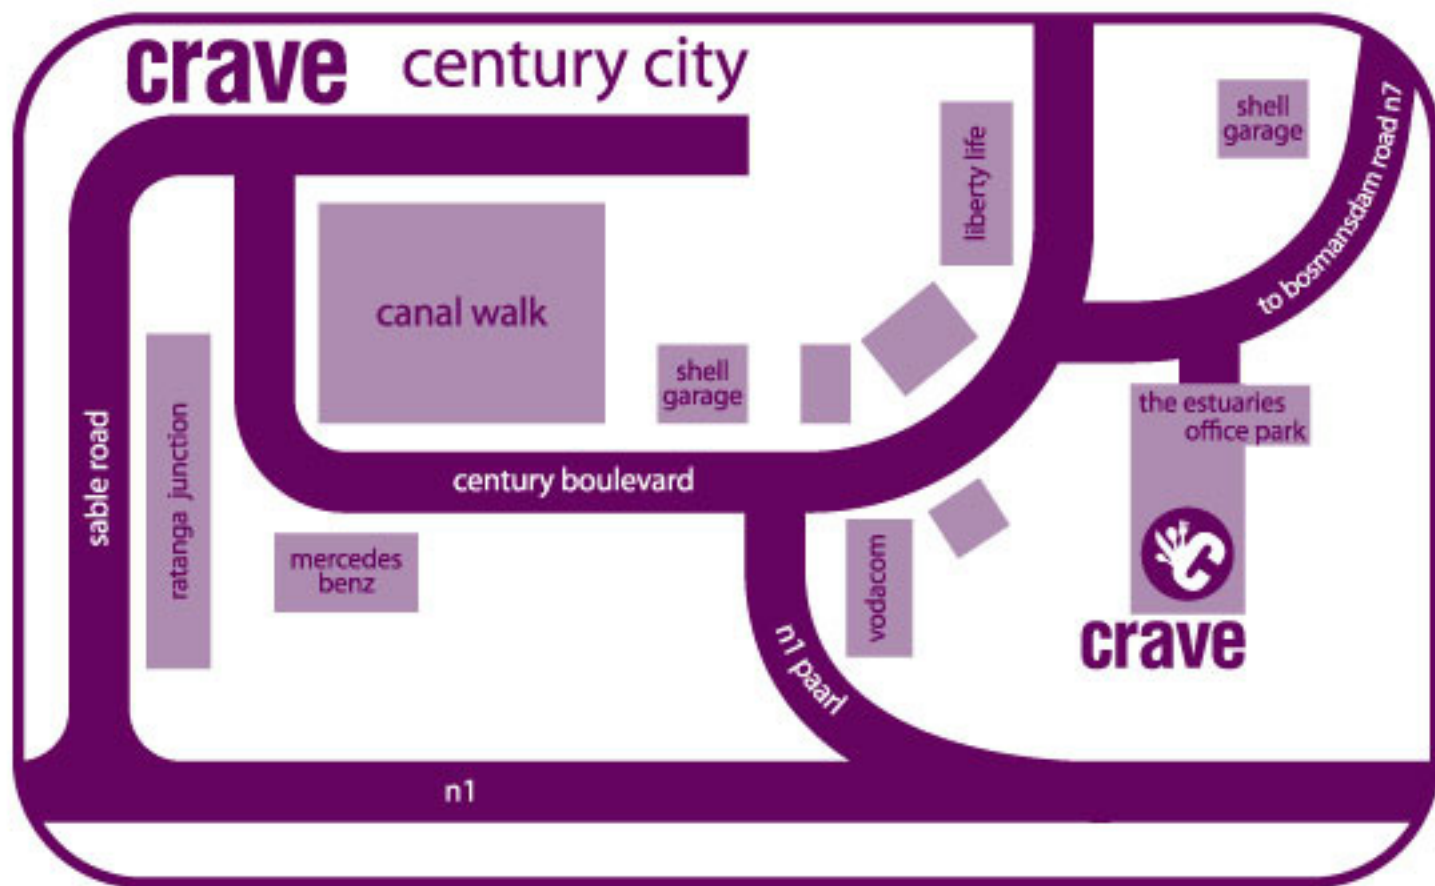 crave century city
shell
garage
liberty life
to bosmansdam road n7
canal walk
shell
garage
the estuaries
office park
sable road
ratanga junction
century boulevard
mercedes
benz
vodacom
crave
n1 paarl
n1